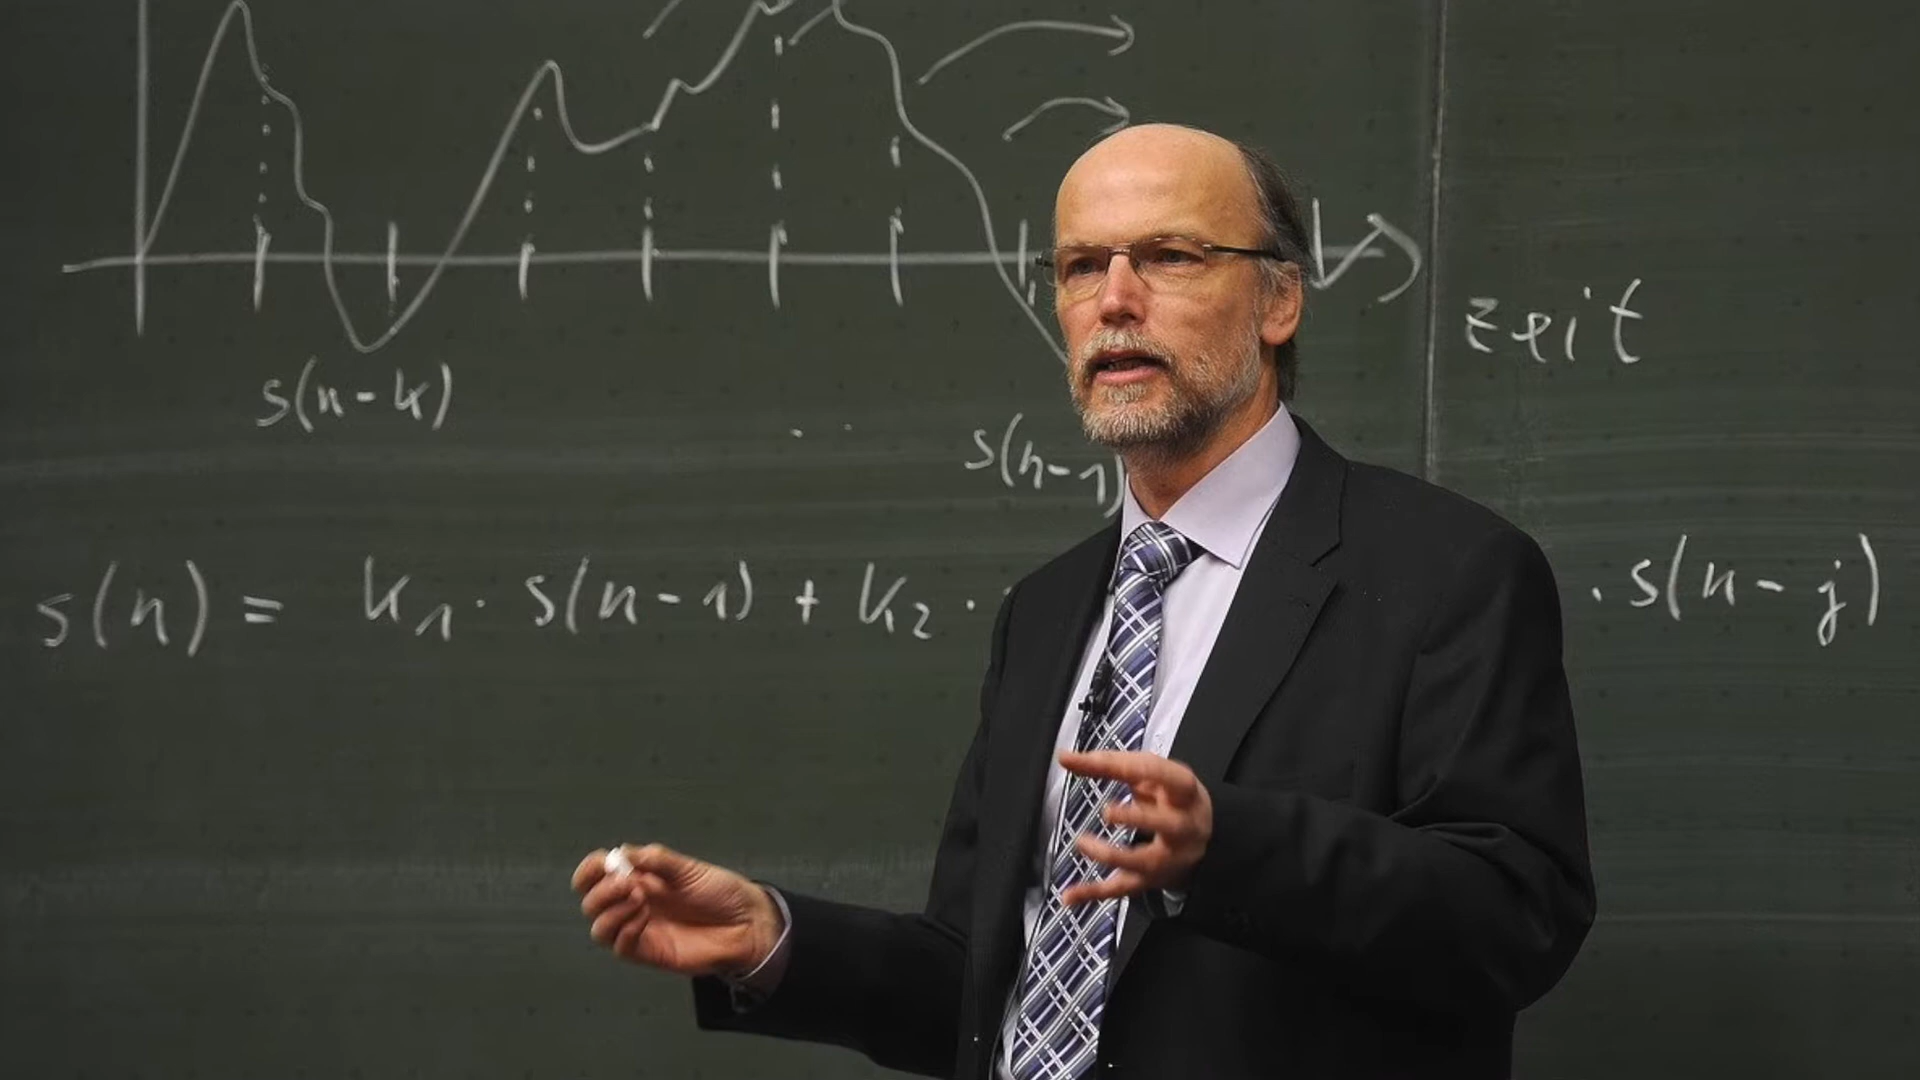 Zeit
s(n-k) . . s(n-1)
s(n) = k₁ · s(n-1) + k₂ · · s(n-j)